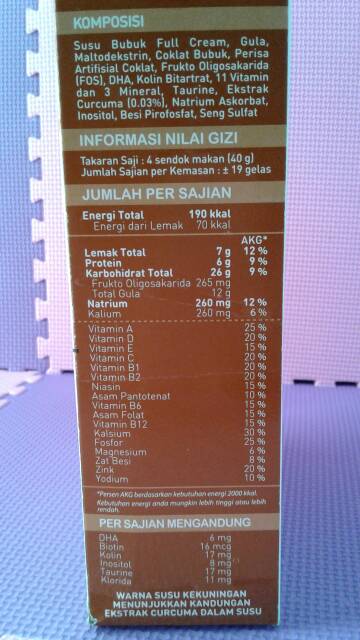 KOMPOSISI
Susu Bubuk Full Cream, Gula,
Maltodekstrin, Coklat Bubuk, Perisa
Artifisial Coklat, Frukto Oligosakarida
(FOS), DHA, Kolin Bitartrat, 11 Vitamin
dan 3 Mineral, Taurine, Ekstrak
Curcuma (0.03%), Natrium Askorbat,
Inositol, Besi Pirofosfat, Seng Sulfat
INFORMASI NILAI GIZI
Takaran Saji : 4 sendok makan (40 g)
Jumlah Sajian per Kemasan : ± 19 gelas
JUMLAH PER SAJIAN
Energi Total 190 kkal
Energi dari Lemak 70 kkal
AKG*
Lemak Total 7 g 12 %
Protein 6 g 9 %
Karbohidrat Total 26 g 9 %
Frukto Oligosakarida 265 mg
Total Gula 12 g
Natrium 260 mg 12 %
Kalium 260 mg 6 %
Vitamin A 25 %
Vitamin D 20 %
Vitamin E 15 %
Vitamin C 20 %
Vitamin B1 20 %
Vitamin B2 20 %
Niasin 15 %
Asam Pantotenat 10 %
Vitamin B6 15 %
Asam Folat 15 %
Vitamin B12 15 %
Kalsium 30 %
Fosfor 25 %
Magnesium 6 %
Zat Besi 8 %
Zink 20 %
Yodium 10 %
*Persen AKG berdasarkan kebutuhan energi 2000 kkal.
Kebutuhan energi anda mungkin lebih tinggi atau lebih
rendah.
PER SAJIAN MENGANDUNG
DHA 6 mg
Biotin 16 mcg
Kolin 17 mg
Inositol 8 mg
Taurine 17 mg
Klorida 11 mg
WARNA SUSU KEKUNINGAN
MENUNJUKKAN KANDUNGAN
EKSTRAK CURCUMA DALAM SUSU